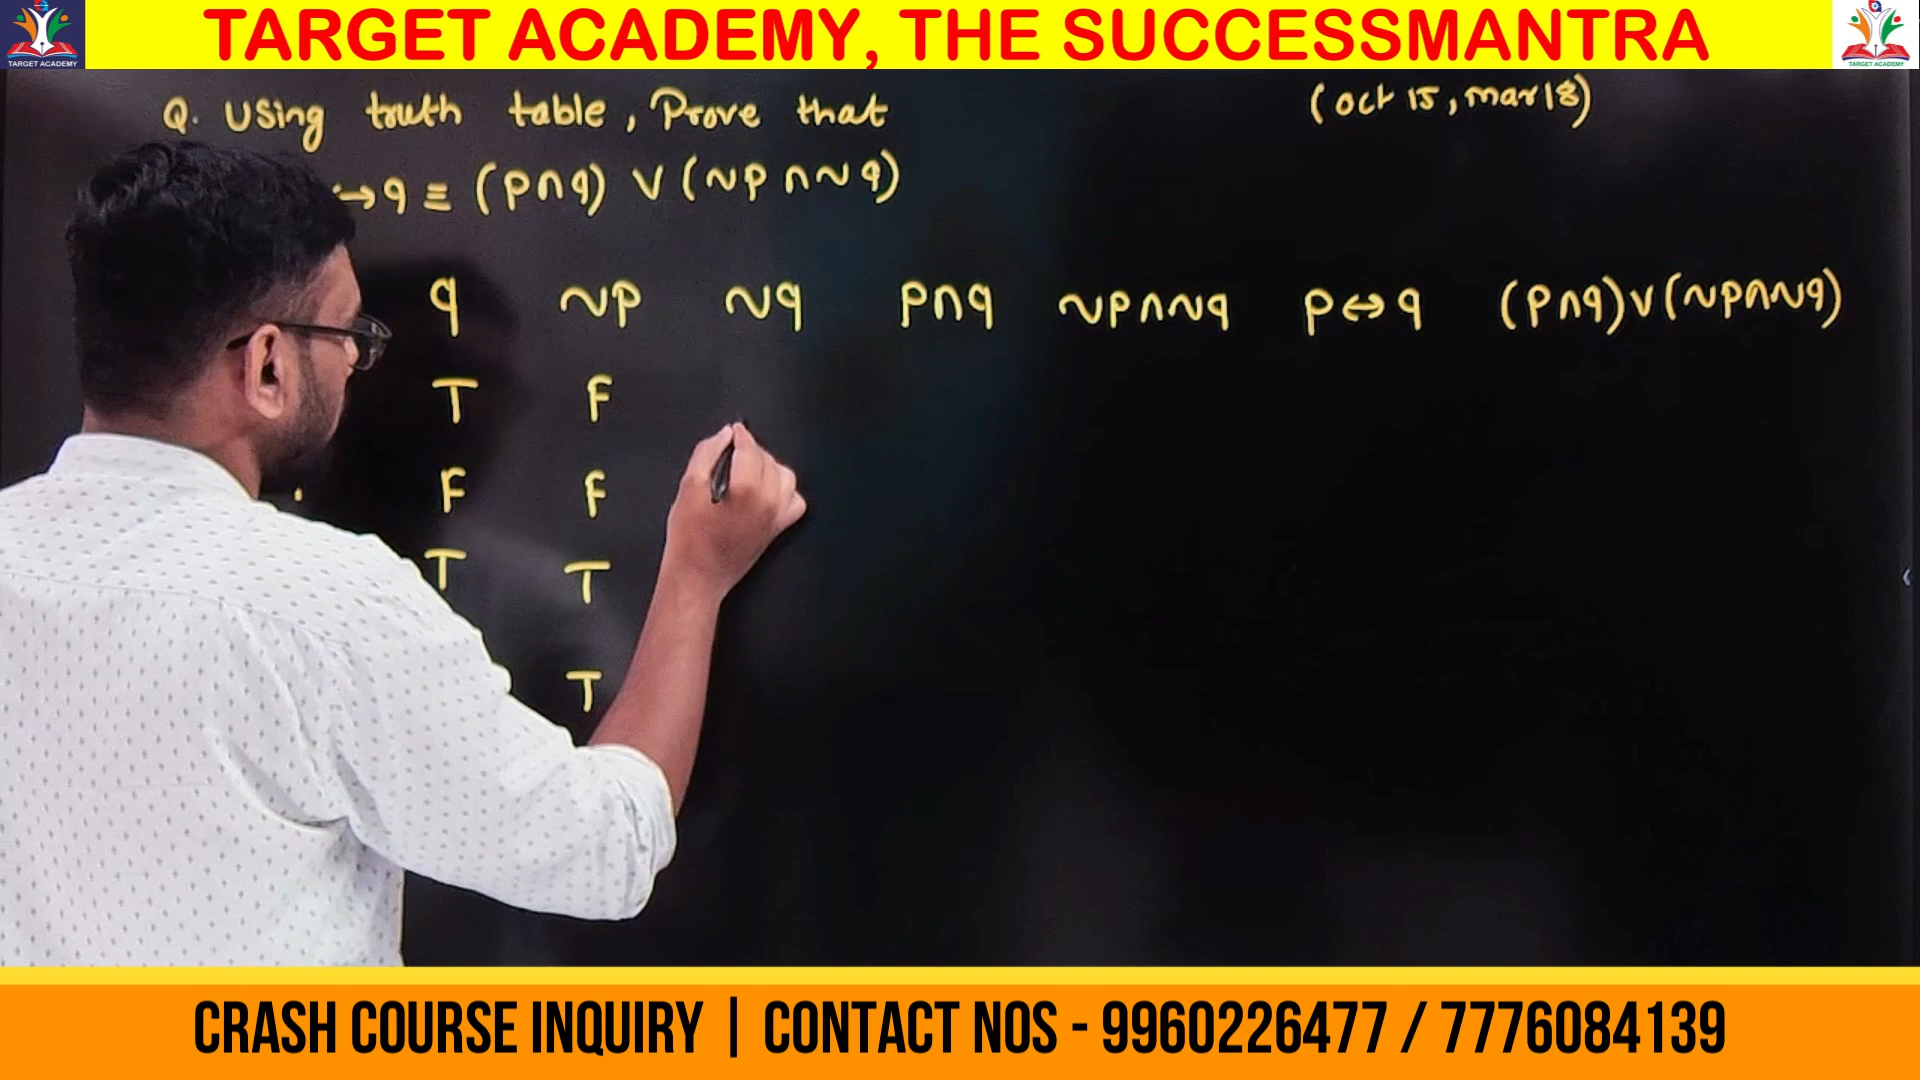 TARGET ACADEMY, THE SUCCESSMANTRA
TARGET ACADEMY
TARGET ACADEMY
Q. Using truth table, Prove that
(oct 15, mar 18)
↔q ≡ (p∩q) ∨ (~p ∩ ~q)
q ~p ~q p∩q ~p∩~q p↔q (p∩q)∨(~p∩~q)
T F
F F
T T
T
CRASH COURSE INQUIRY | CONTACT NOS - 9960226477 / 7776084139